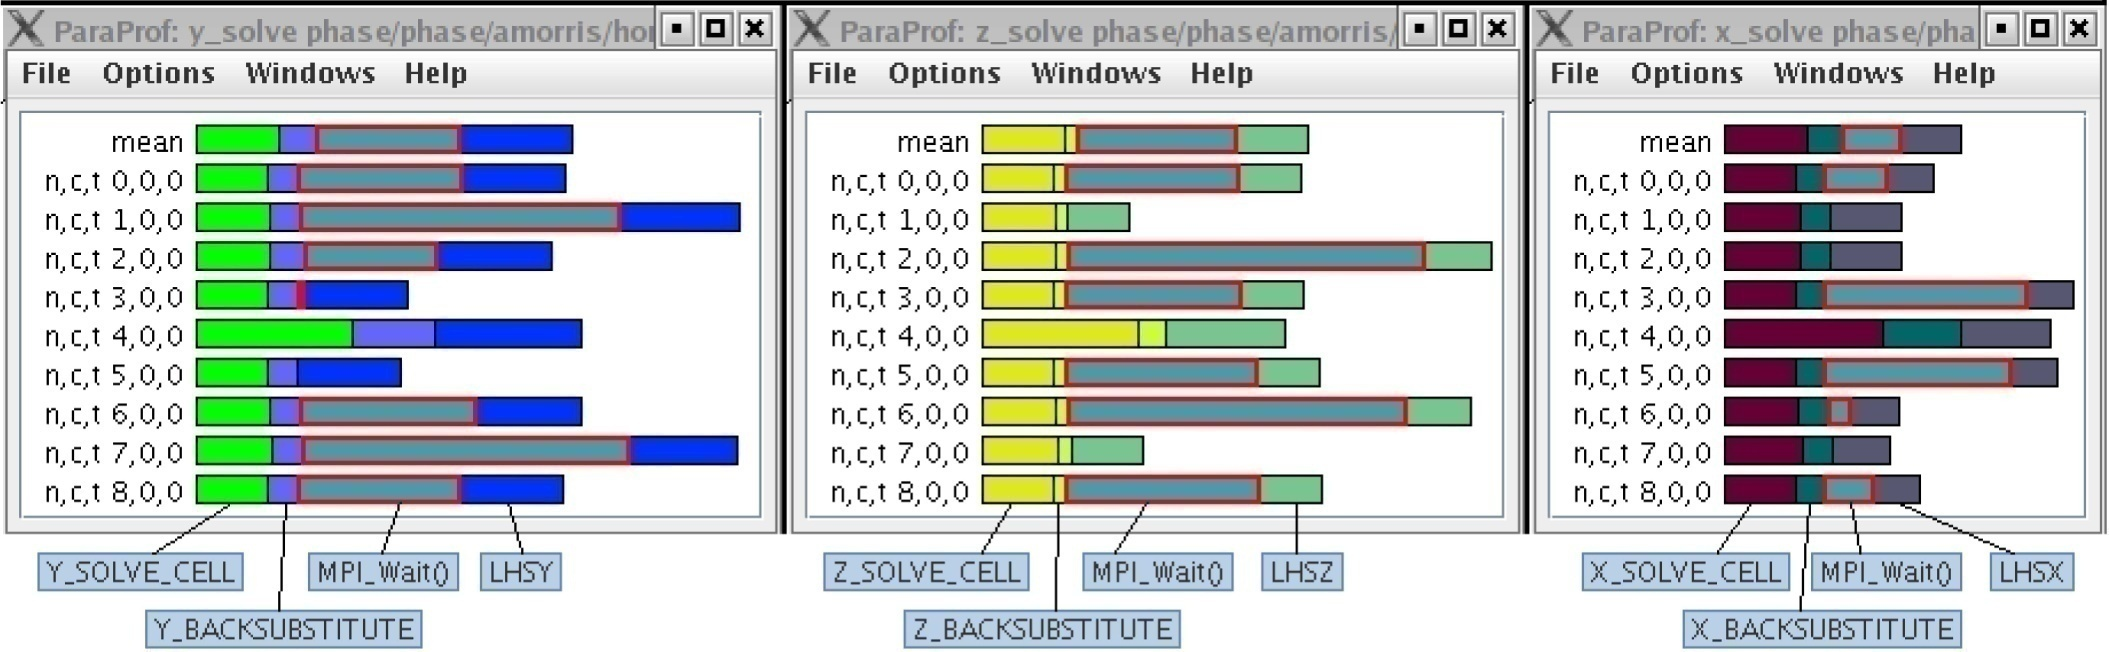 ParaProf: y_solve phase/phase/amorris/hor
File Options Windows Help
mean
n,c,t 0,0,0
n,c,t 1,0,0
n,c,t 2,0,0
n,c,t 3,0,0
n,c,t 4,0,0
n,c,t 5,0,0
n,c,t 6,0,0
n,c,t 7,0,0
n,c,t 8,0,0
Y_SOLVE_CELL
MPI_Wait()
LHSY
Y_BACKSUBSTITUTE
ParaProf: z_solve phase/phase/amorris/
File Options Windows Help
mean
n,c,t 0,0,0
n,c,t 1,0,0
n,c,t 2,0,0
n,c,t 3,0,0
n,c,t 4,0,0
n,c,t 5,0,0
n,c,t 6,0,0
n,c,t 7,0,0
n,c,t 8,0,0
Z_SOLVE_CELL
MPI_Wait()
LHSZ
Z_BACKSUBSTITUTE
ParaProf: x_solve phase/pha
File Options Windows Help
mean
n,c,t 0,0,0
n,c,t 1,0,0
n,c,t 2,0,0
n,c,t 3,0,0
n,c,t 4,0,0
n,c,t 5,0,0
n,c,t 6,0,0
n,c,t 7,0,0
n,c,t 8,0,0
X_SOLVE_CELL
MPI_Wait()
LHSX
X_BACKSUBSTITUTE